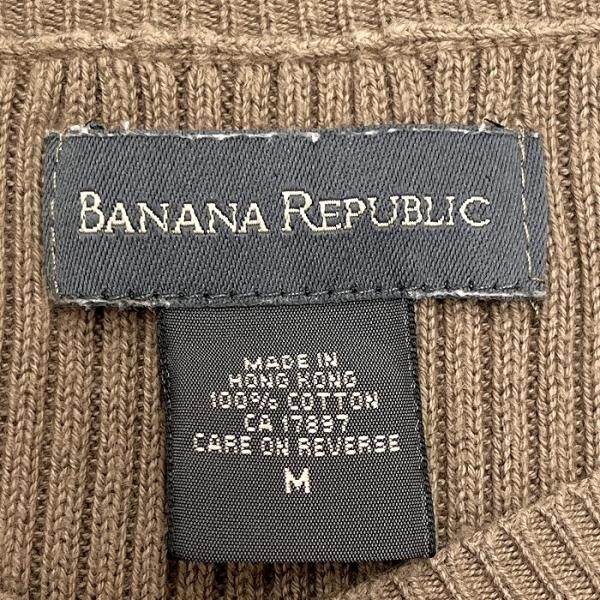 BANANA REPUBLIC
MADE IN
HONG KONG
100% COTTON
CA 17897
CARE ON REVERSE
M